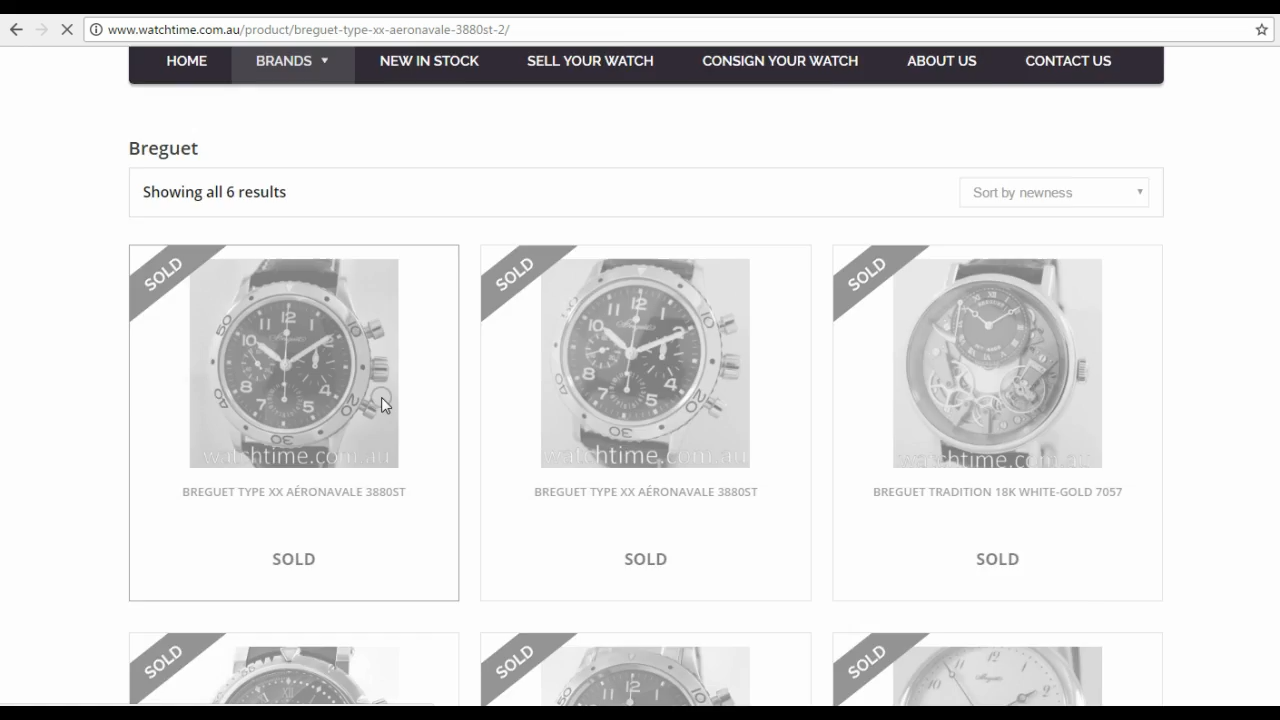 www.watchtime.com.au/product/breguet-type-xx-aeronavale-3880st-2/
HOME BRANDS NEW IN STOCK SELL YOUR WATCH CONSIGN YOUR WATCH ABOUT US CONTACT US
Breguet
Showing all 6 results Sort by newness
SOLD SOLD SOLD
watchtime.com.au watchtime.com.au watchtime.com.au
BREGUET TYPE XX AÉRONAVALE 3880ST BREGUET TYPE XX AÉRONAVALE 3880ST BREGUET TRADITION 18K WHITE-GOLD 7057
SOLD SOLD SOLD
SOLD SOLD SOLD